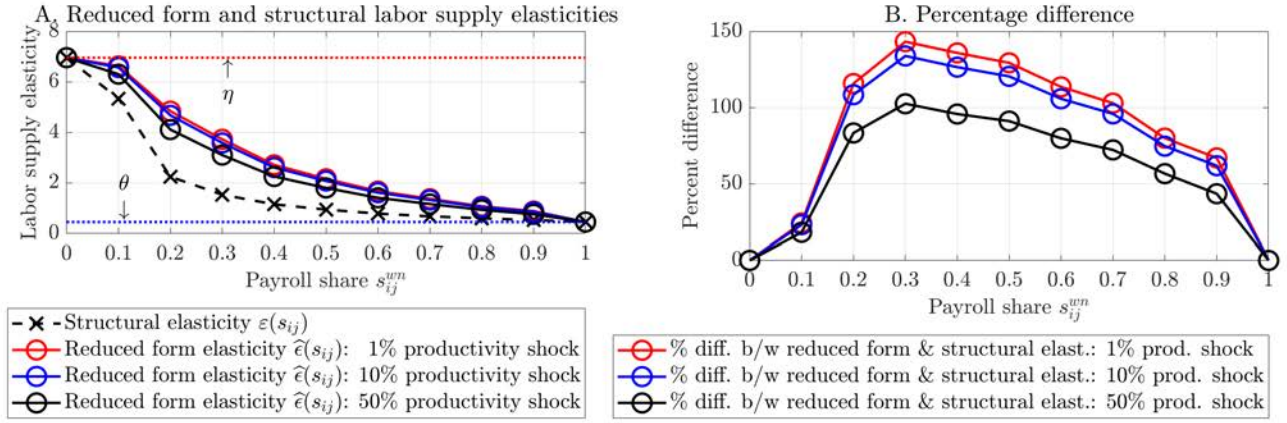 A. Reduced form and structural labor supply elasticities
Labor supply elasticity
8
6
4
2
0
η
θ
0 0.1 0.2 0.3 0.4 0.5 0.6 0.7 0.8 0.9 1
Payroll share s_{ij}^{wn}
Structural elasticity ε(s_{ij})
Reduced form elasticity \widehat{ϵ}(s_{ij}): 1% productivity shock
Reduced form elasticity \widehat{ϵ}(s_{ij}): 10% productivity shock
Reduced form elasticity \widehat{ϵ}(s_{ij}): 50% productivity shock
B. Percentage difference
Percent difference
150
100
50
0
0 0.1 0.2 0.3 0.4 0.5 0.6 0.7 0.8 0.9 1
Payroll share s_{ij}^{wn}
% diff. b/w reduced form & structural elast.: 1% prod. shock
% diff. b/w reduced form & structural elast.: 10% prod. shock
% diff. b/w reduced form & structural elast.: 50% prod. shock